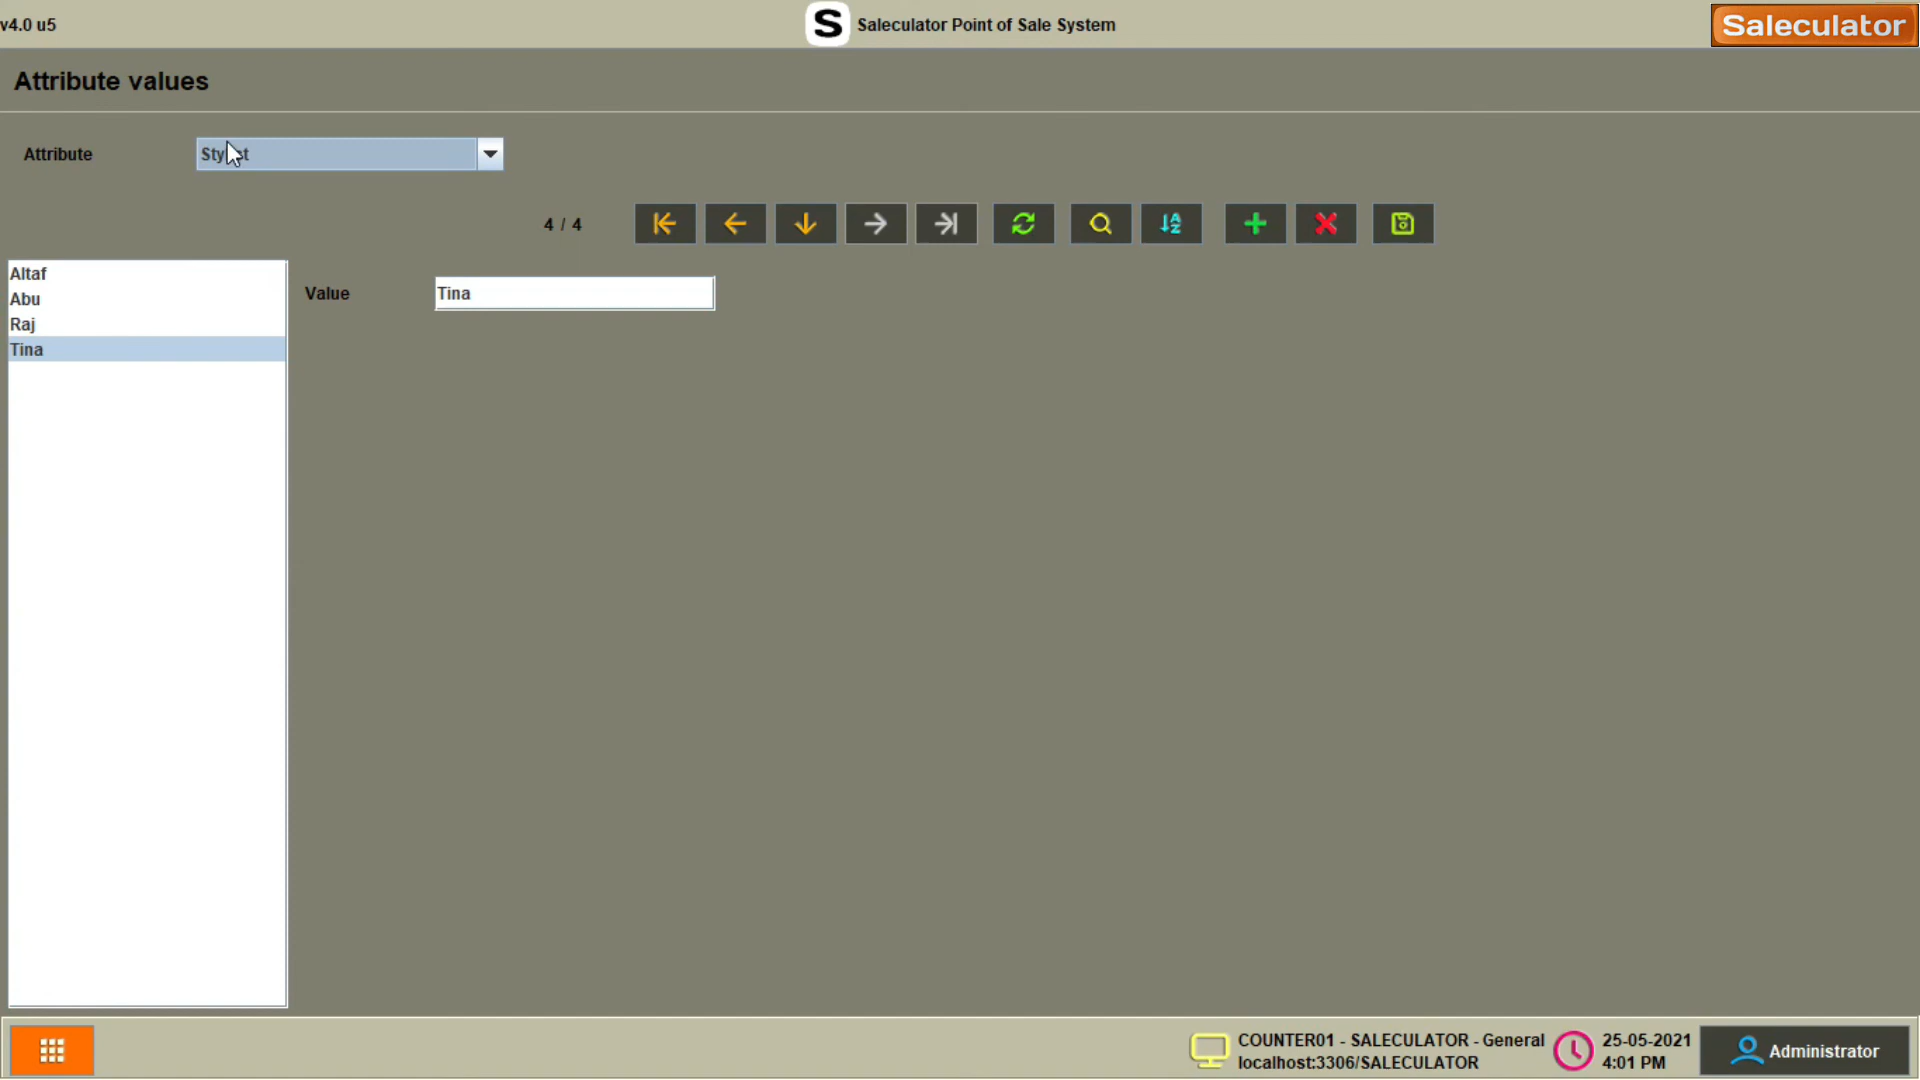 v4.0 u5
S Saleculator Point of Sale System
Saleculator
Attribute values
Attribute
4 / 4
Altaf
Abu
Raj
Tina
Value
Tina
COUNTER01 - SALECULATOR - General
localhost:3306/SALECULATOR
25-05-2021
4:01 PM
Administrator